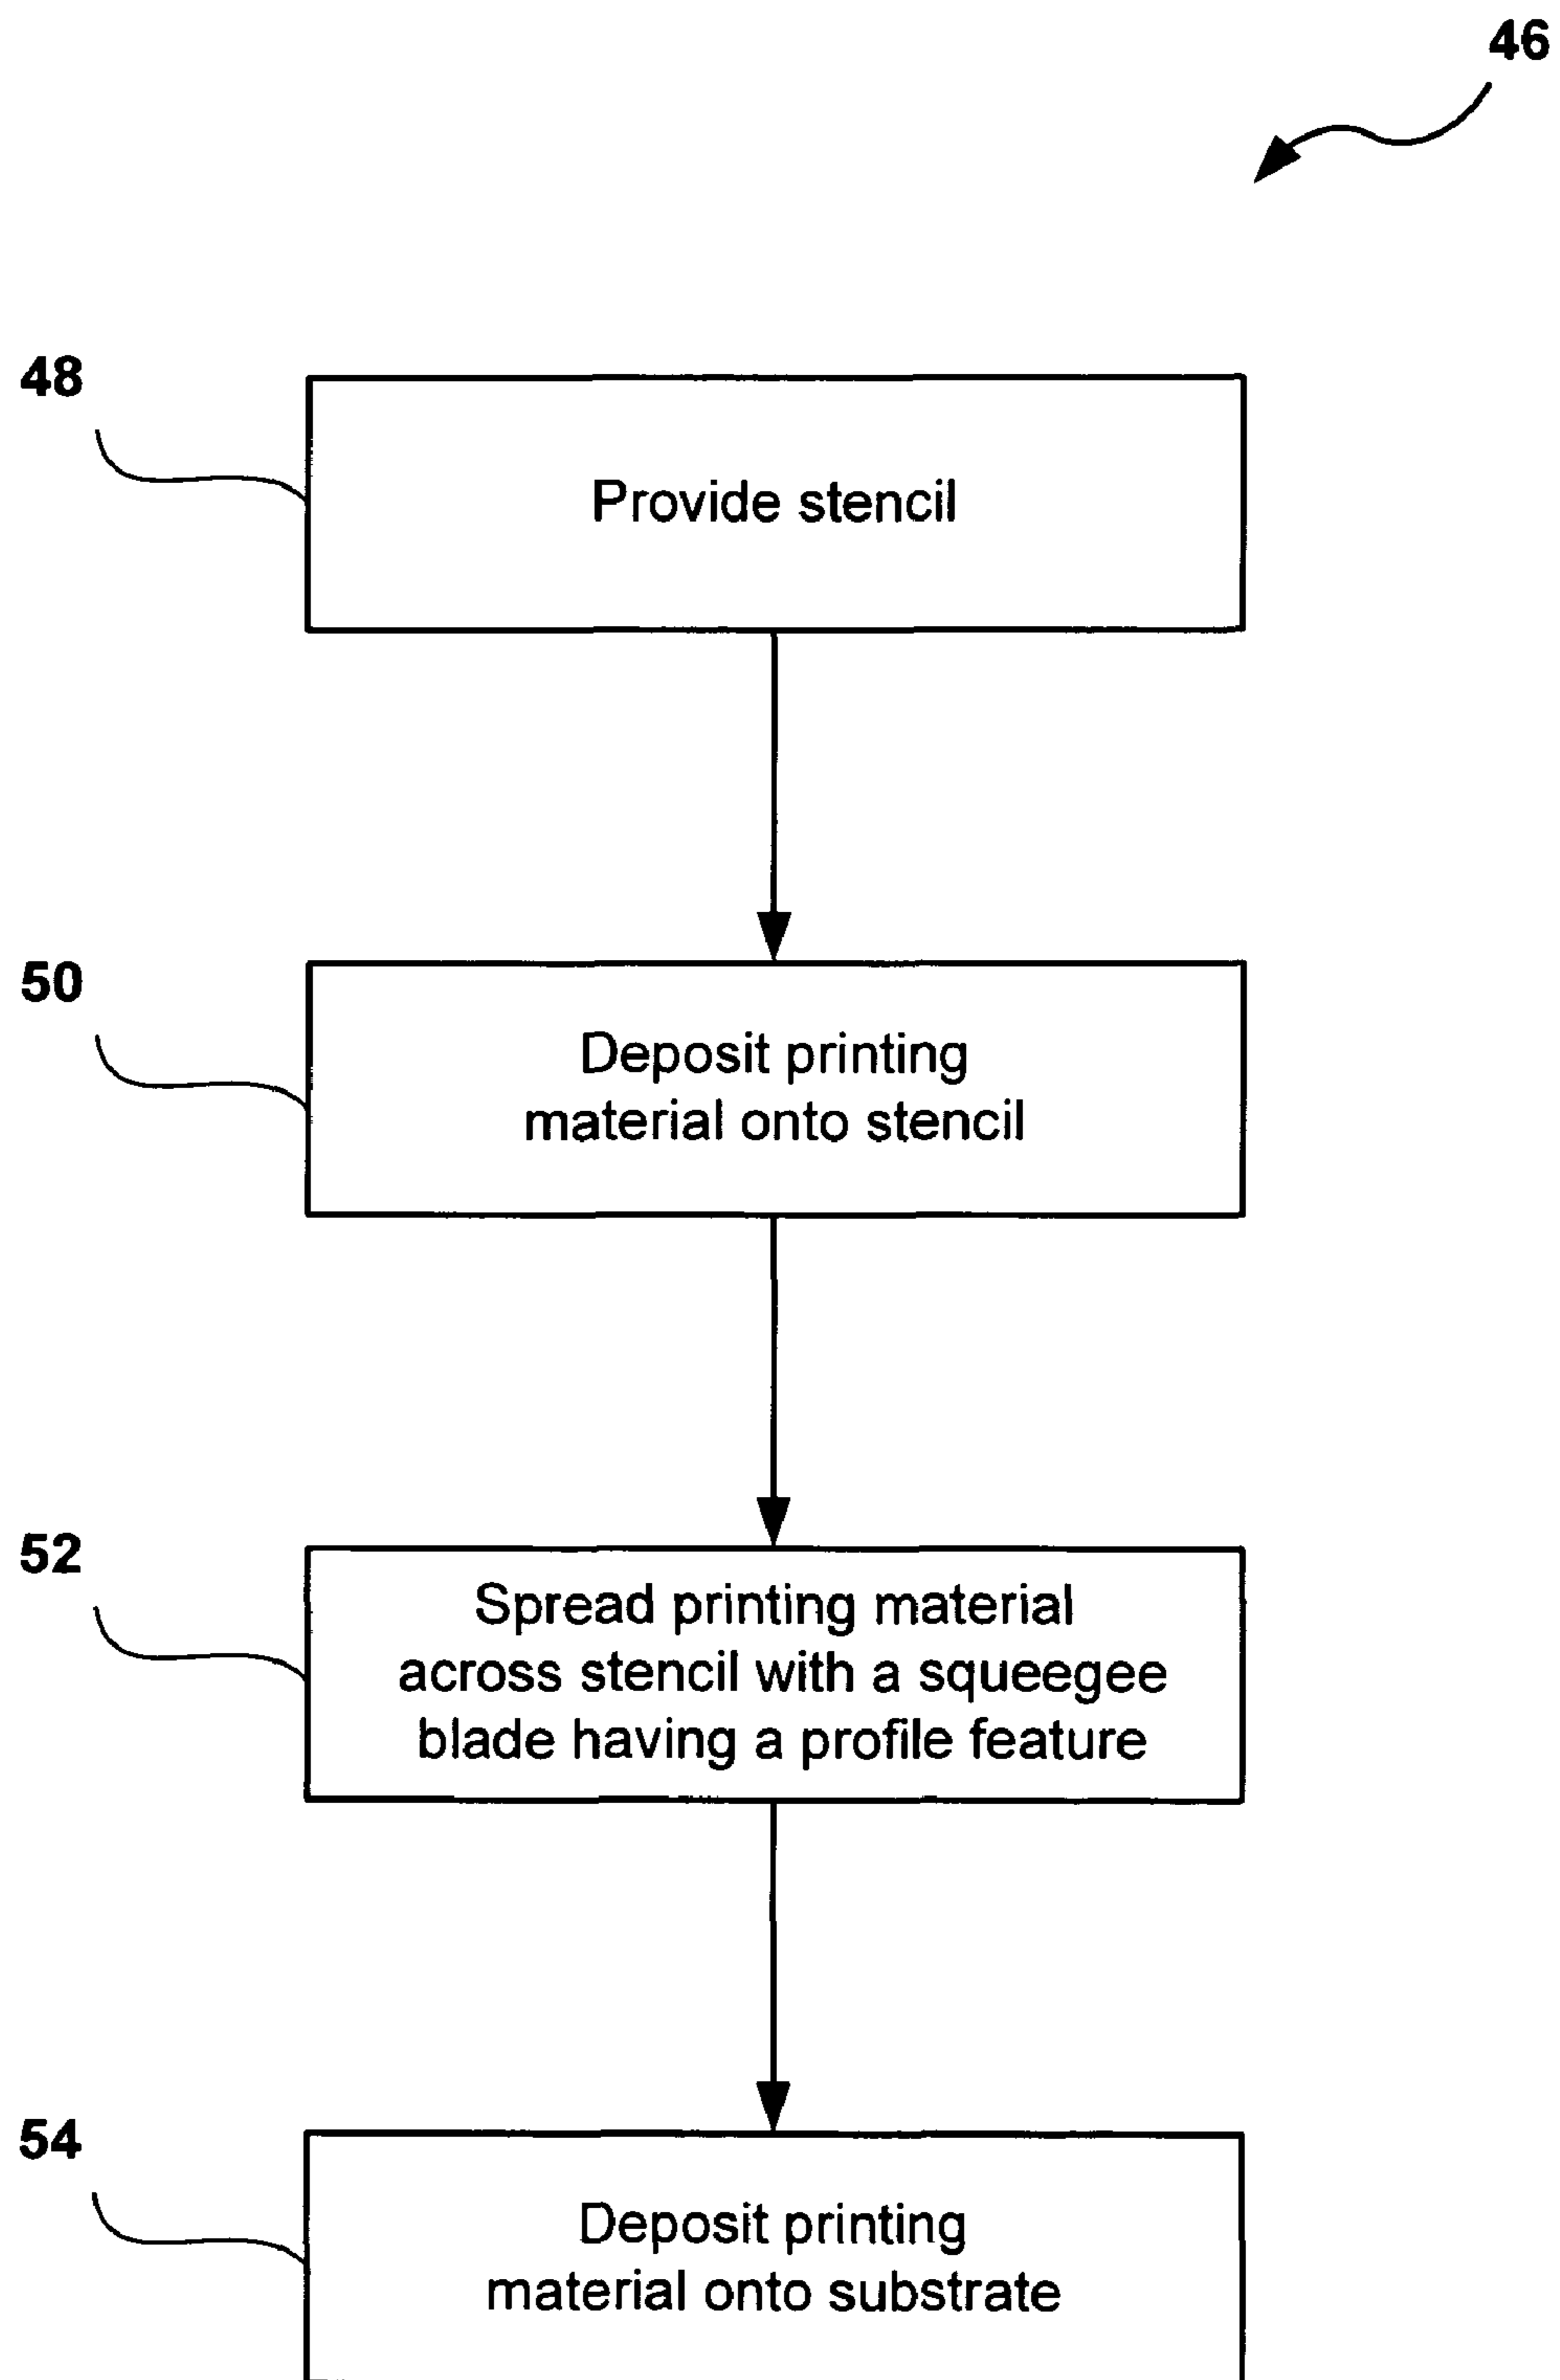 46
48
Provide stencil
50
Deposit printing
material onto stencil
52
Spread printing material
across stencil with a squeegee
blade having a profile feature
54
Deposit printing
material onto substrate